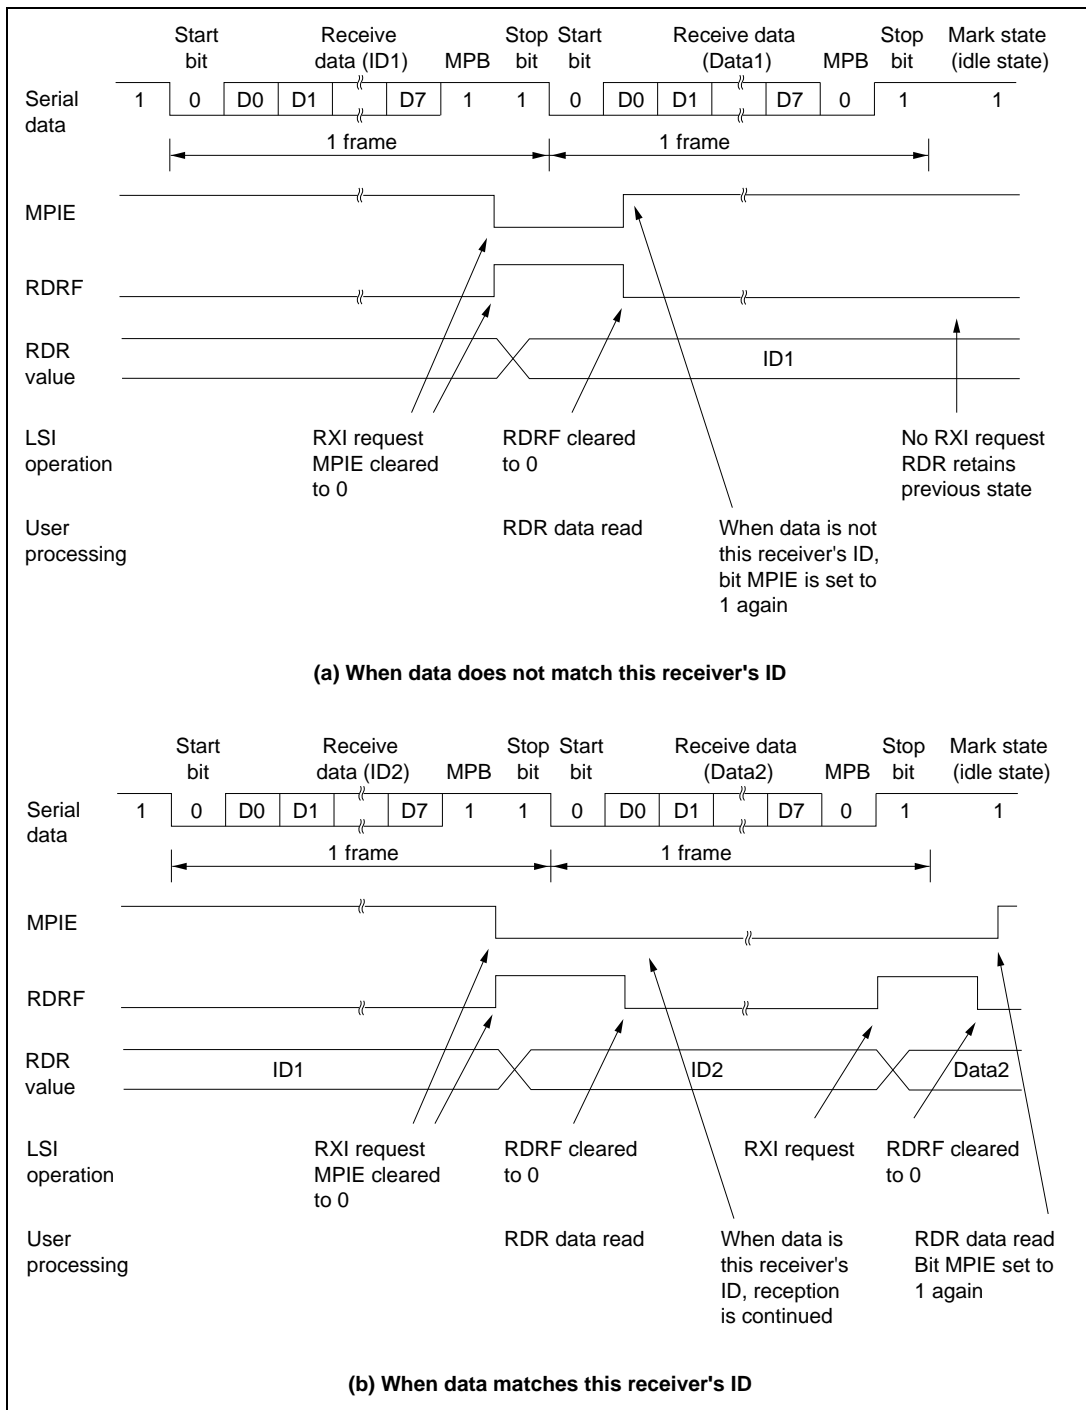 Start bit
Receive data (ID1)
MPB
Stop bit
Start bit
Receive data (Data1)
MPB
Stop bit
Mark state (idle state)
Serial data
1 0 D0 D1 D7 1 1 0 D0 D1 D7 0 1 1
1 frame
1 frame
MPIE
RDRF
RDR value
ID1
LSI operation
RXI request
MPIE cleared
to 0
RDRF cleared
to 0
No RXI request
RDR retains
previous state
User processing
RDR data read
When data is not
this receiver's ID,
bit MPIE is set to
1 again
(a) When data does not match this receiver's ID
Start bit
Receive data (ID2)
MPB
Stop bit
Start bit
Receive data (Data2)
MPB
Stop bit
Mark state (idle state)
Serial data
1 0 D0 D1 D7 1 1 0 D0 D1 D7 0 1 1
1 frame
1 frame
MPIE
RDRF
RDR value
ID1
ID2
Data2
LSI operation
RXI request
MPIE cleared
to 0
RDRF cleared
to 0
RXI request
RDRF cleared
to 0
User processing
RDR data read
When data is
this receiver's
ID, reception
is continued
RDR data read
Bit MPIE set to
1 again
(b) When data matches this receiver's ID